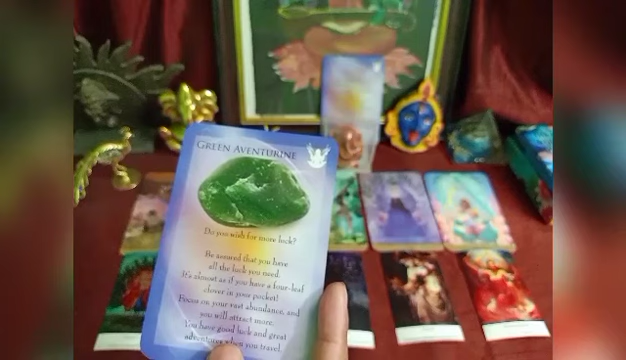 GREEN AVENTURINE
Do you wish for more luck?
Be assured that you have
all the luck you need.
It's almost as if you have a four-leaf
clover in your pocket!
Focus on your vast abundance, and
you will attract more.
You have good luck and great
adventures when you travel